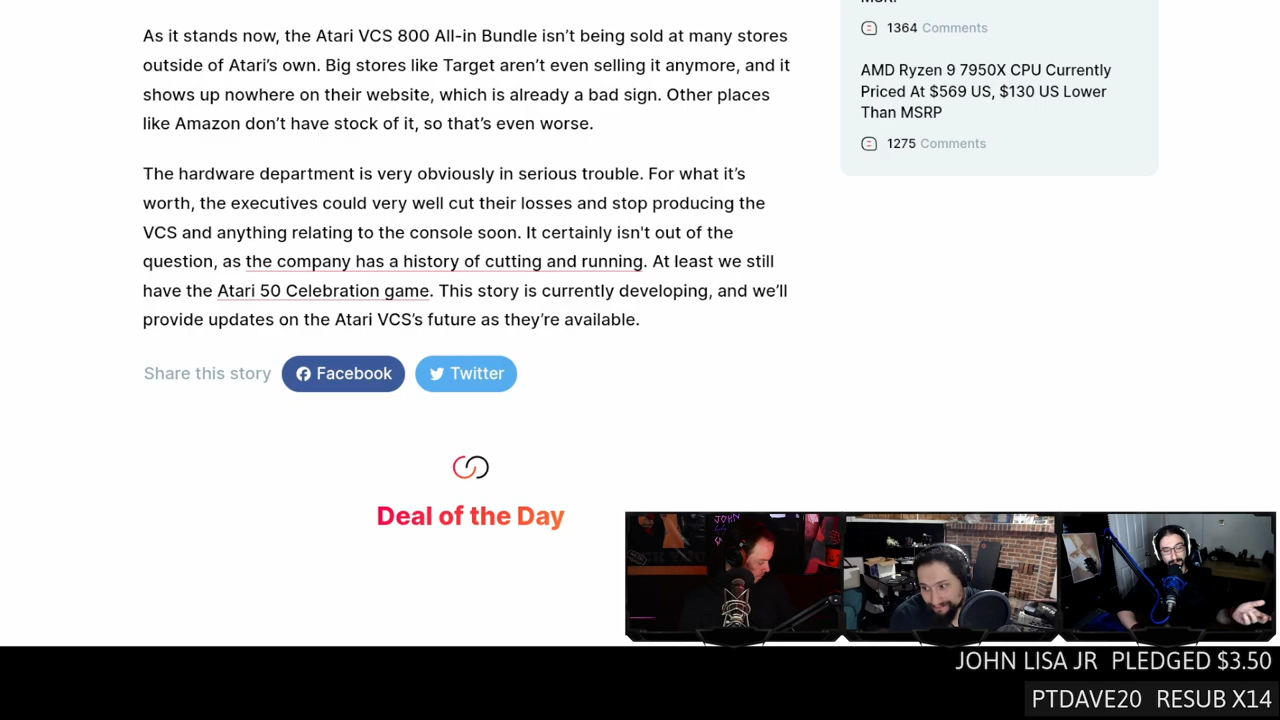 As it stands now, the Atari VCS 800 All-in Bundle isn’t being sold at many stores
outside of Atari’s own. Big stores like Target aren’t even selling it anymore, and it
shows up nowhere on their website, which is already a bad sign. Other places
like Amazon don’t have stock of it, so that’s even worse.
The hardware department is very obviously in serious trouble. For what it’s
worth, the executives could very well cut their losses and stop producing the
VCS and anything relating to the console soon. It certainly isn't out of the
question, as the company has a history of cutting and running. At least we still
have the Atari 50 Celebration game. This story is currently developing, and we’ll
provide updates on the Atari VCS’s future as they’re available.
Share this story
Facebook
Twitter
Deal of the Day
1364 Comments
AMD Ryzen 9 7950X CPU Currently
Priced At $569 US, $130 US Lower
Than MSRP
1275 Comments
JOHN
JOHN LISA JR PLEDGED $3.50
PTDAVE20 RESUB X14